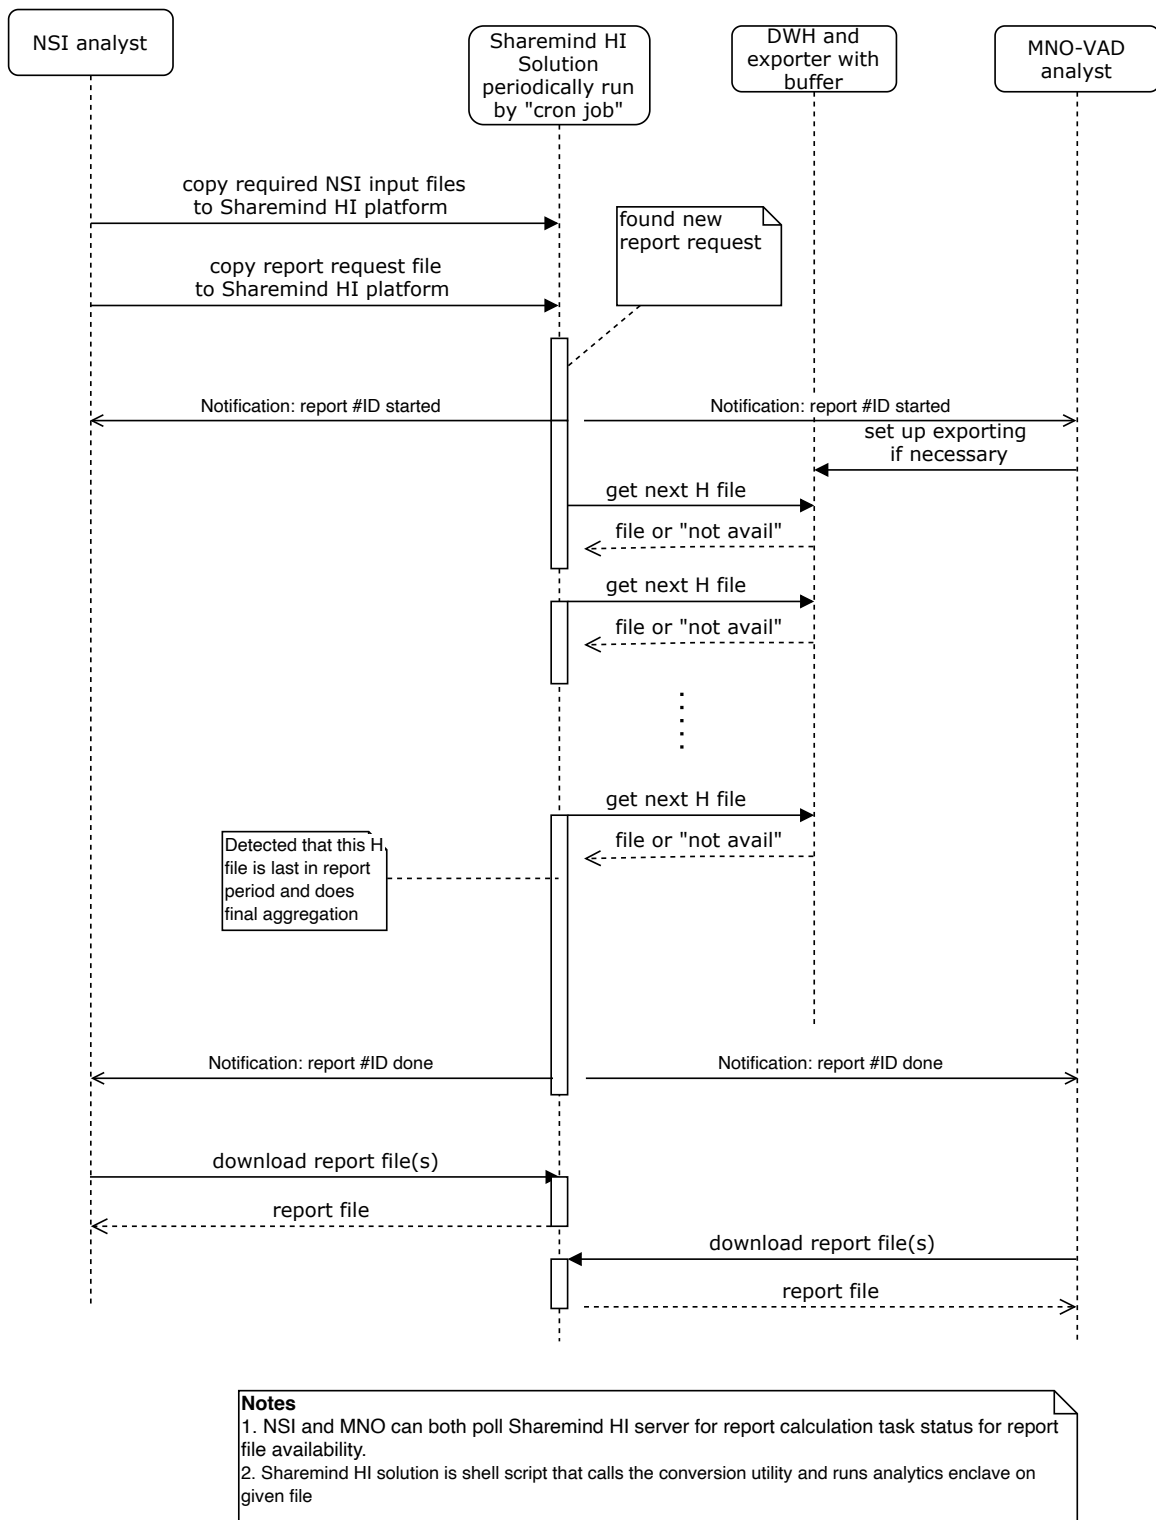 NSI analyst
Sharemind HI
Solution
periodically run
by "cron job"
DWH and
exporter with
buffer
MNO-VAD
analyst
copy required NSI input files
to Sharemind HI platform
found new
report request
copy report request file
to Sharemind HI platform
Notification: report #ID started
Notification: report #ID started
set up exporting
if necessary
get next H file
file or "not avail"
get next H file
file or "not avail"
get next H file
file or "not avail"
Detected that this H
file is last in report
period and does
final aggregation
Notification: report #ID done
Notification: report #ID done
download report file(s)
report file
download report file(s)
report file
Notes
1. NSI and MNO can both poll Sharemind HI server for report calculation task status for report
file availability.
2. Sharemind HI solution is shell script that calls the conversion utility and runs analytics enclave on
given file